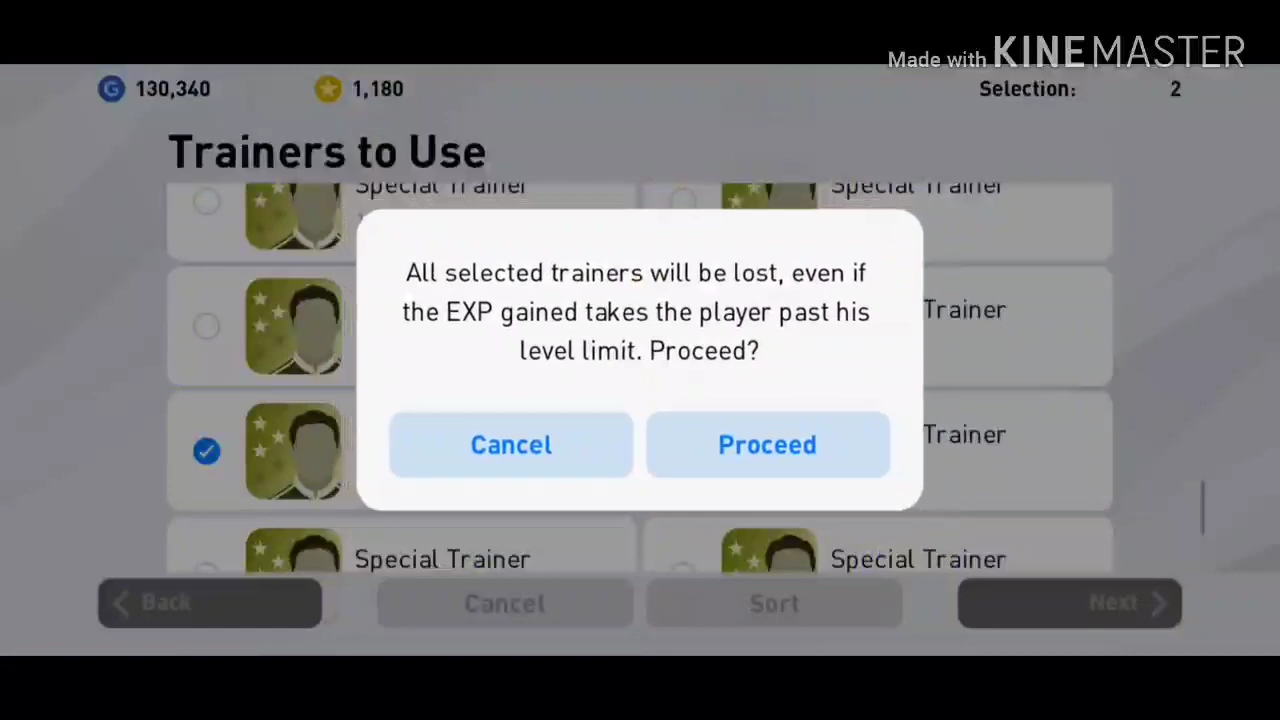 Made with KINEMASTER
G 130,340 1,180 Selection: 2
Trainers to Use
Special Trainer Special Trainer
All selected trainers will be lost, even if
the EXP gained takes the player past his
level limit. Proceed?
Trainer
Trainer
Cancel Proceed
Special Trainer Special Trainer
Back Cancel Sort Next